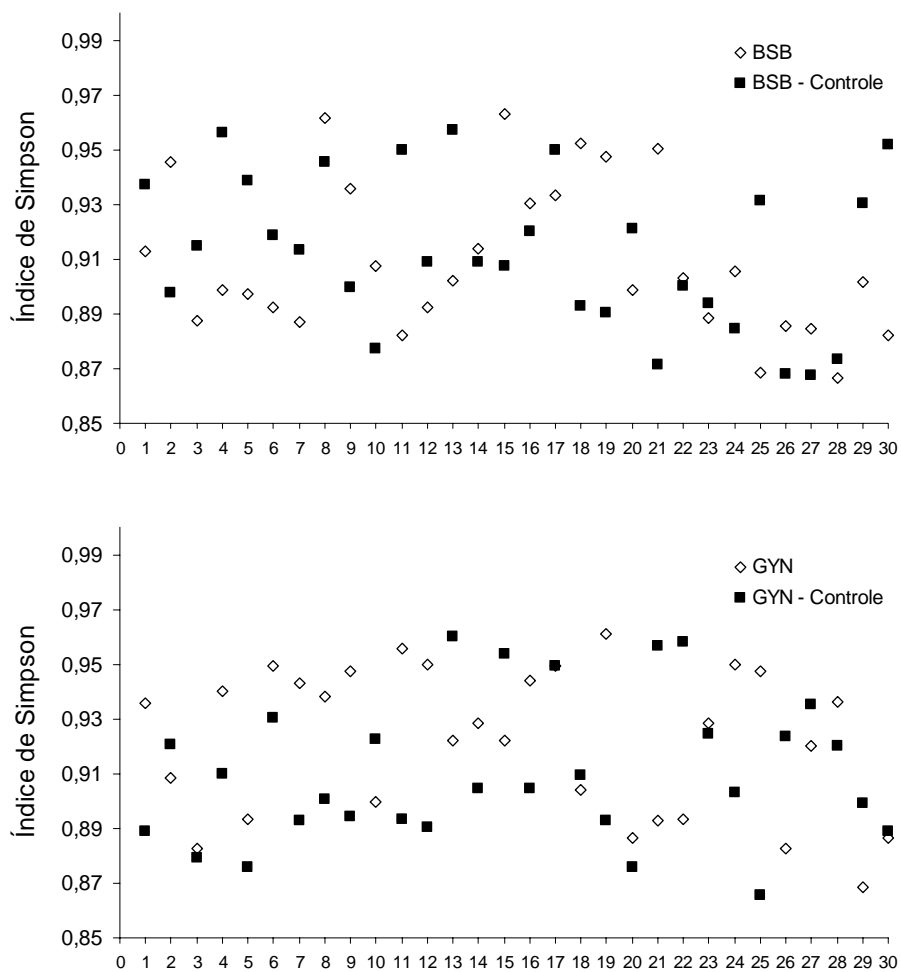 0,99
◇ BSB
0,97
■ BSB - Controle
0,95
0,93
0,91
0,89
0,87
0,85
Índice de Simpson
0 1 2 3 4 5 6 7 8 9 10 11 12 13 14 15 16 17 18 19 20 21 22 23 24 25 26 27 28 29 30
0,99
◇ GYN
0,97
■ GYN - Controle
0,95
0,93
0,91
0,89
0,87
0,85
Índice de Simpson
0 1 2 3 4 5 6 7 8 9 10 11 12 13 14 15 16 17 18 19 20 21 22 23 24 25 26 27 28 29 30